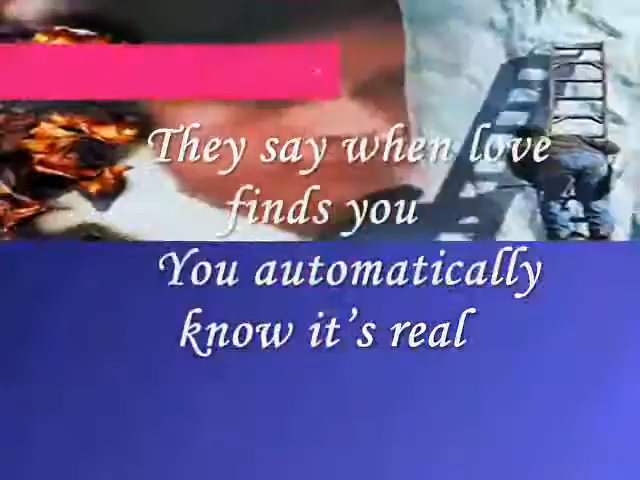 They say when love
finds you
You automatically
know it’s real